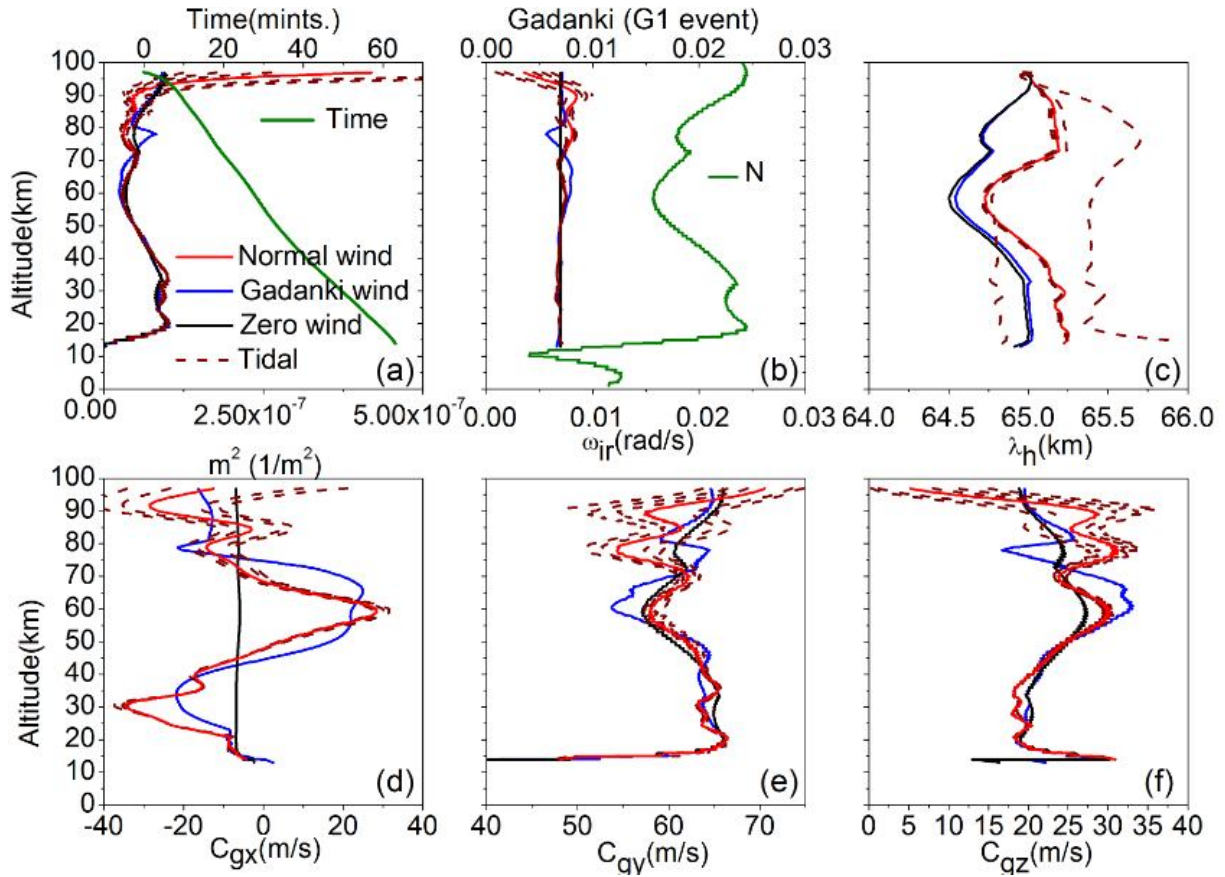 Time(mints.)
0 20 40 60
Gadanki (G1 event)
0.00 0.01 0.02 0.03
Altitude(km)
100
90
80
70
60
50
40
30
20
10
0
Time
Normal wind
Gadanki wind
Zero wind
Tidal
(a)
0.00 2.50x10⁻⁷ 5.00x10⁻⁷
m² (1/m²)
N
(b)
0.00 0.01 0.02 0.03
ω_ir(rad/s)
(c)
64.0 64.5 65.0 65.5 66.0
λ_h(km)
Altitude(km)
100
90
80
70
60
50
40
30
20
10
0
(d)
-40 -20 0 20 40
C_gx(m/s)
(e)
40 50 60 70
C_gy(m/s)
(f)
0 5 10 15 20 25 30 35 40
C_gz(m/s)